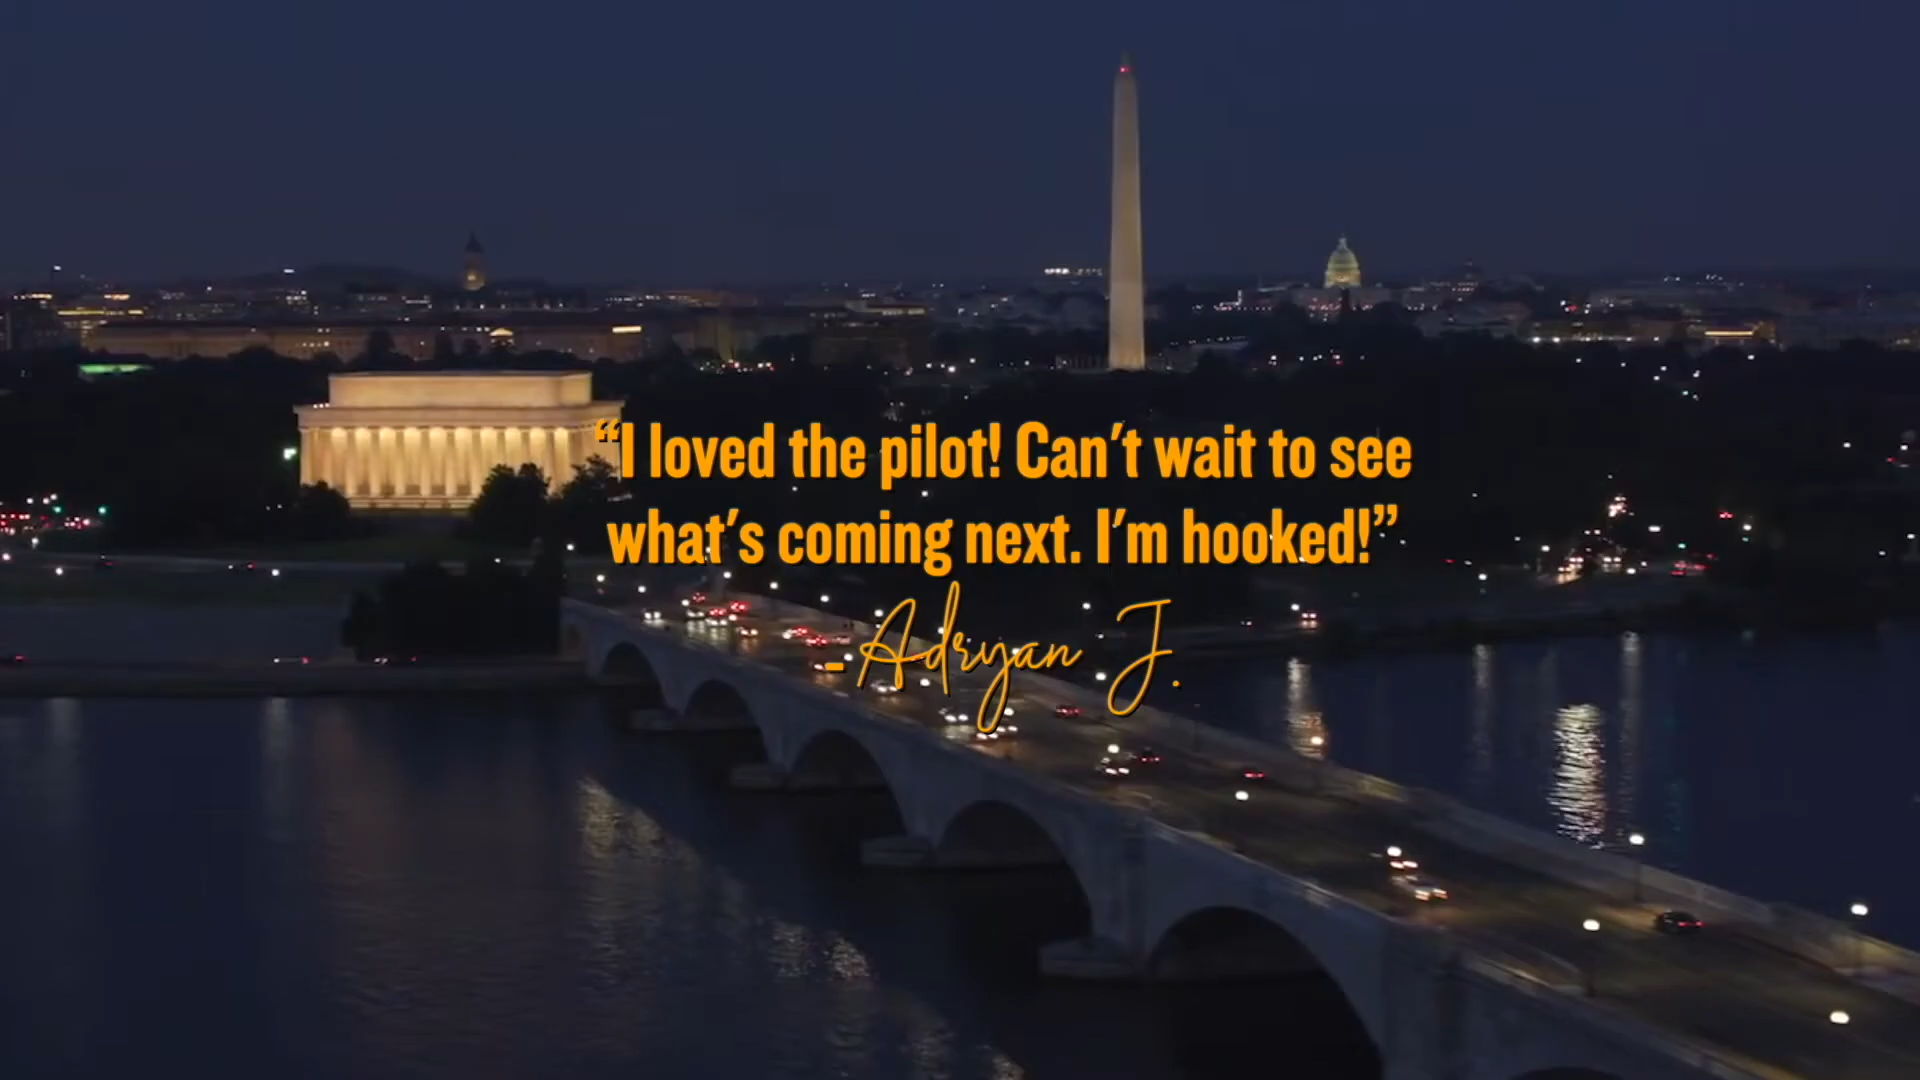 “I loved the pilot! Can't wait to see
what's coming next. I'm hooked!”
- Adryan J.